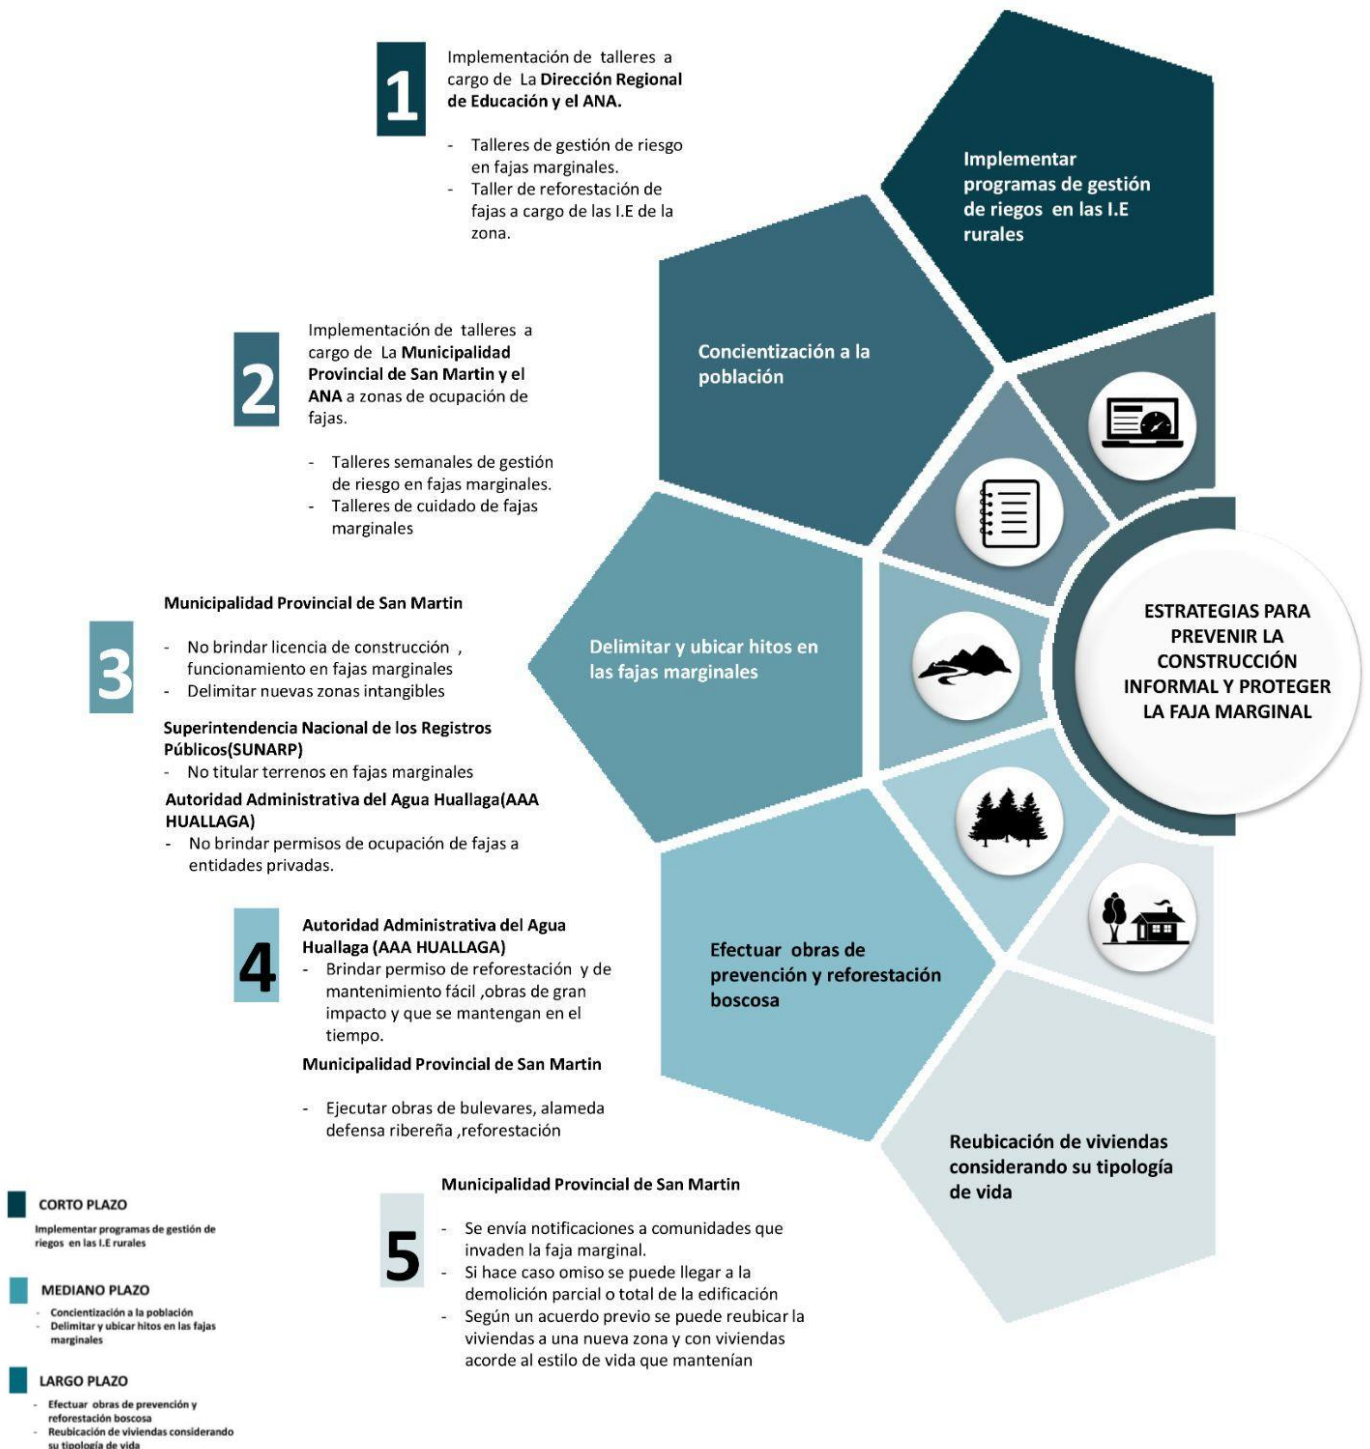 1
Implementación de talleres a
cargo de La Dirección Regional
de Educación y el ANA.
- Talleres de gestión de riesgo
en fajas marginales.
- Taller de reforestación de
fajas a cargo de las I.E de la
zona.
Implementar
programas de gestión
de riegos en las I.E
rurales
2
Implementación de talleres a
cargo de La Municipalidad
Provincial de San Martin y el
ANA a zonas de ocupación de
fajas.
- Talleres semanales de gestión
de riesgo en fajas marginales.
- Talleres de cuidado de fajas
marginales
Concientización a la
población
3
Municipalidad Provincial de San Martin
- No brindar licencia de construcción ,
funcionamiento en fajas marginales
- Delimitar nuevas zonas intangibles
Superintendencia Nacional de los Registros
Públicos(SUNARP)
- No titular terrenos en fajas marginales
Autoridad Administrativa del Agua Huallaga(AAA
HUALLAGA)
- No brindar permisos de ocupación de fajas a
entidades privadas.
Delimitar y ubicar hitos en
las fajas marginales
ESTRATEGIAS PARA
PREVENIR LA
CONSTRUCCIÓN
INFORMAL Y PROTEGER
LA FAJA MARGINAL
4
Autoridad Administrativa del Agua
Huallaga (AAA HUALLAGA)
- Brindar permiso de reforestación y de
mantenimiento fácil ,obras de gran
impacto y que se mantengan en el
tiempo.
Municipalidad Provincial de San Martin
- Ejecutar obras de bulevares, alameda
defensa ribereña ,reforestación
Efectuar obras de
prevención y reforestación
boscosa
5
Municipalidad Provincial de San Martin
- Se envía notificaciones a comunidades que
invaden la faja marginal.
- Si hace caso omiso se puede llegar a la
demolición parcial o total de la edificación
- Según un acuerdo previo se puede reubicar la
viviendas a una nueva zona y con viviendas
acorde al estilo de vida que mantenían
Reubicación de viviendas
considerando su tipología
de vida
CORTO PLAZO
Implementar programas de gestión de
riegos en las I.E rurales
MEDIANO PLAZO
- Concientización a la población
- Delimitar y ubicar hitos en las fajas
marginales
LARGO PLAZO
- Efectuar obras de prevención y
reforestación boscosa
- Reubicación de viviendas considerando
su tipología de vida